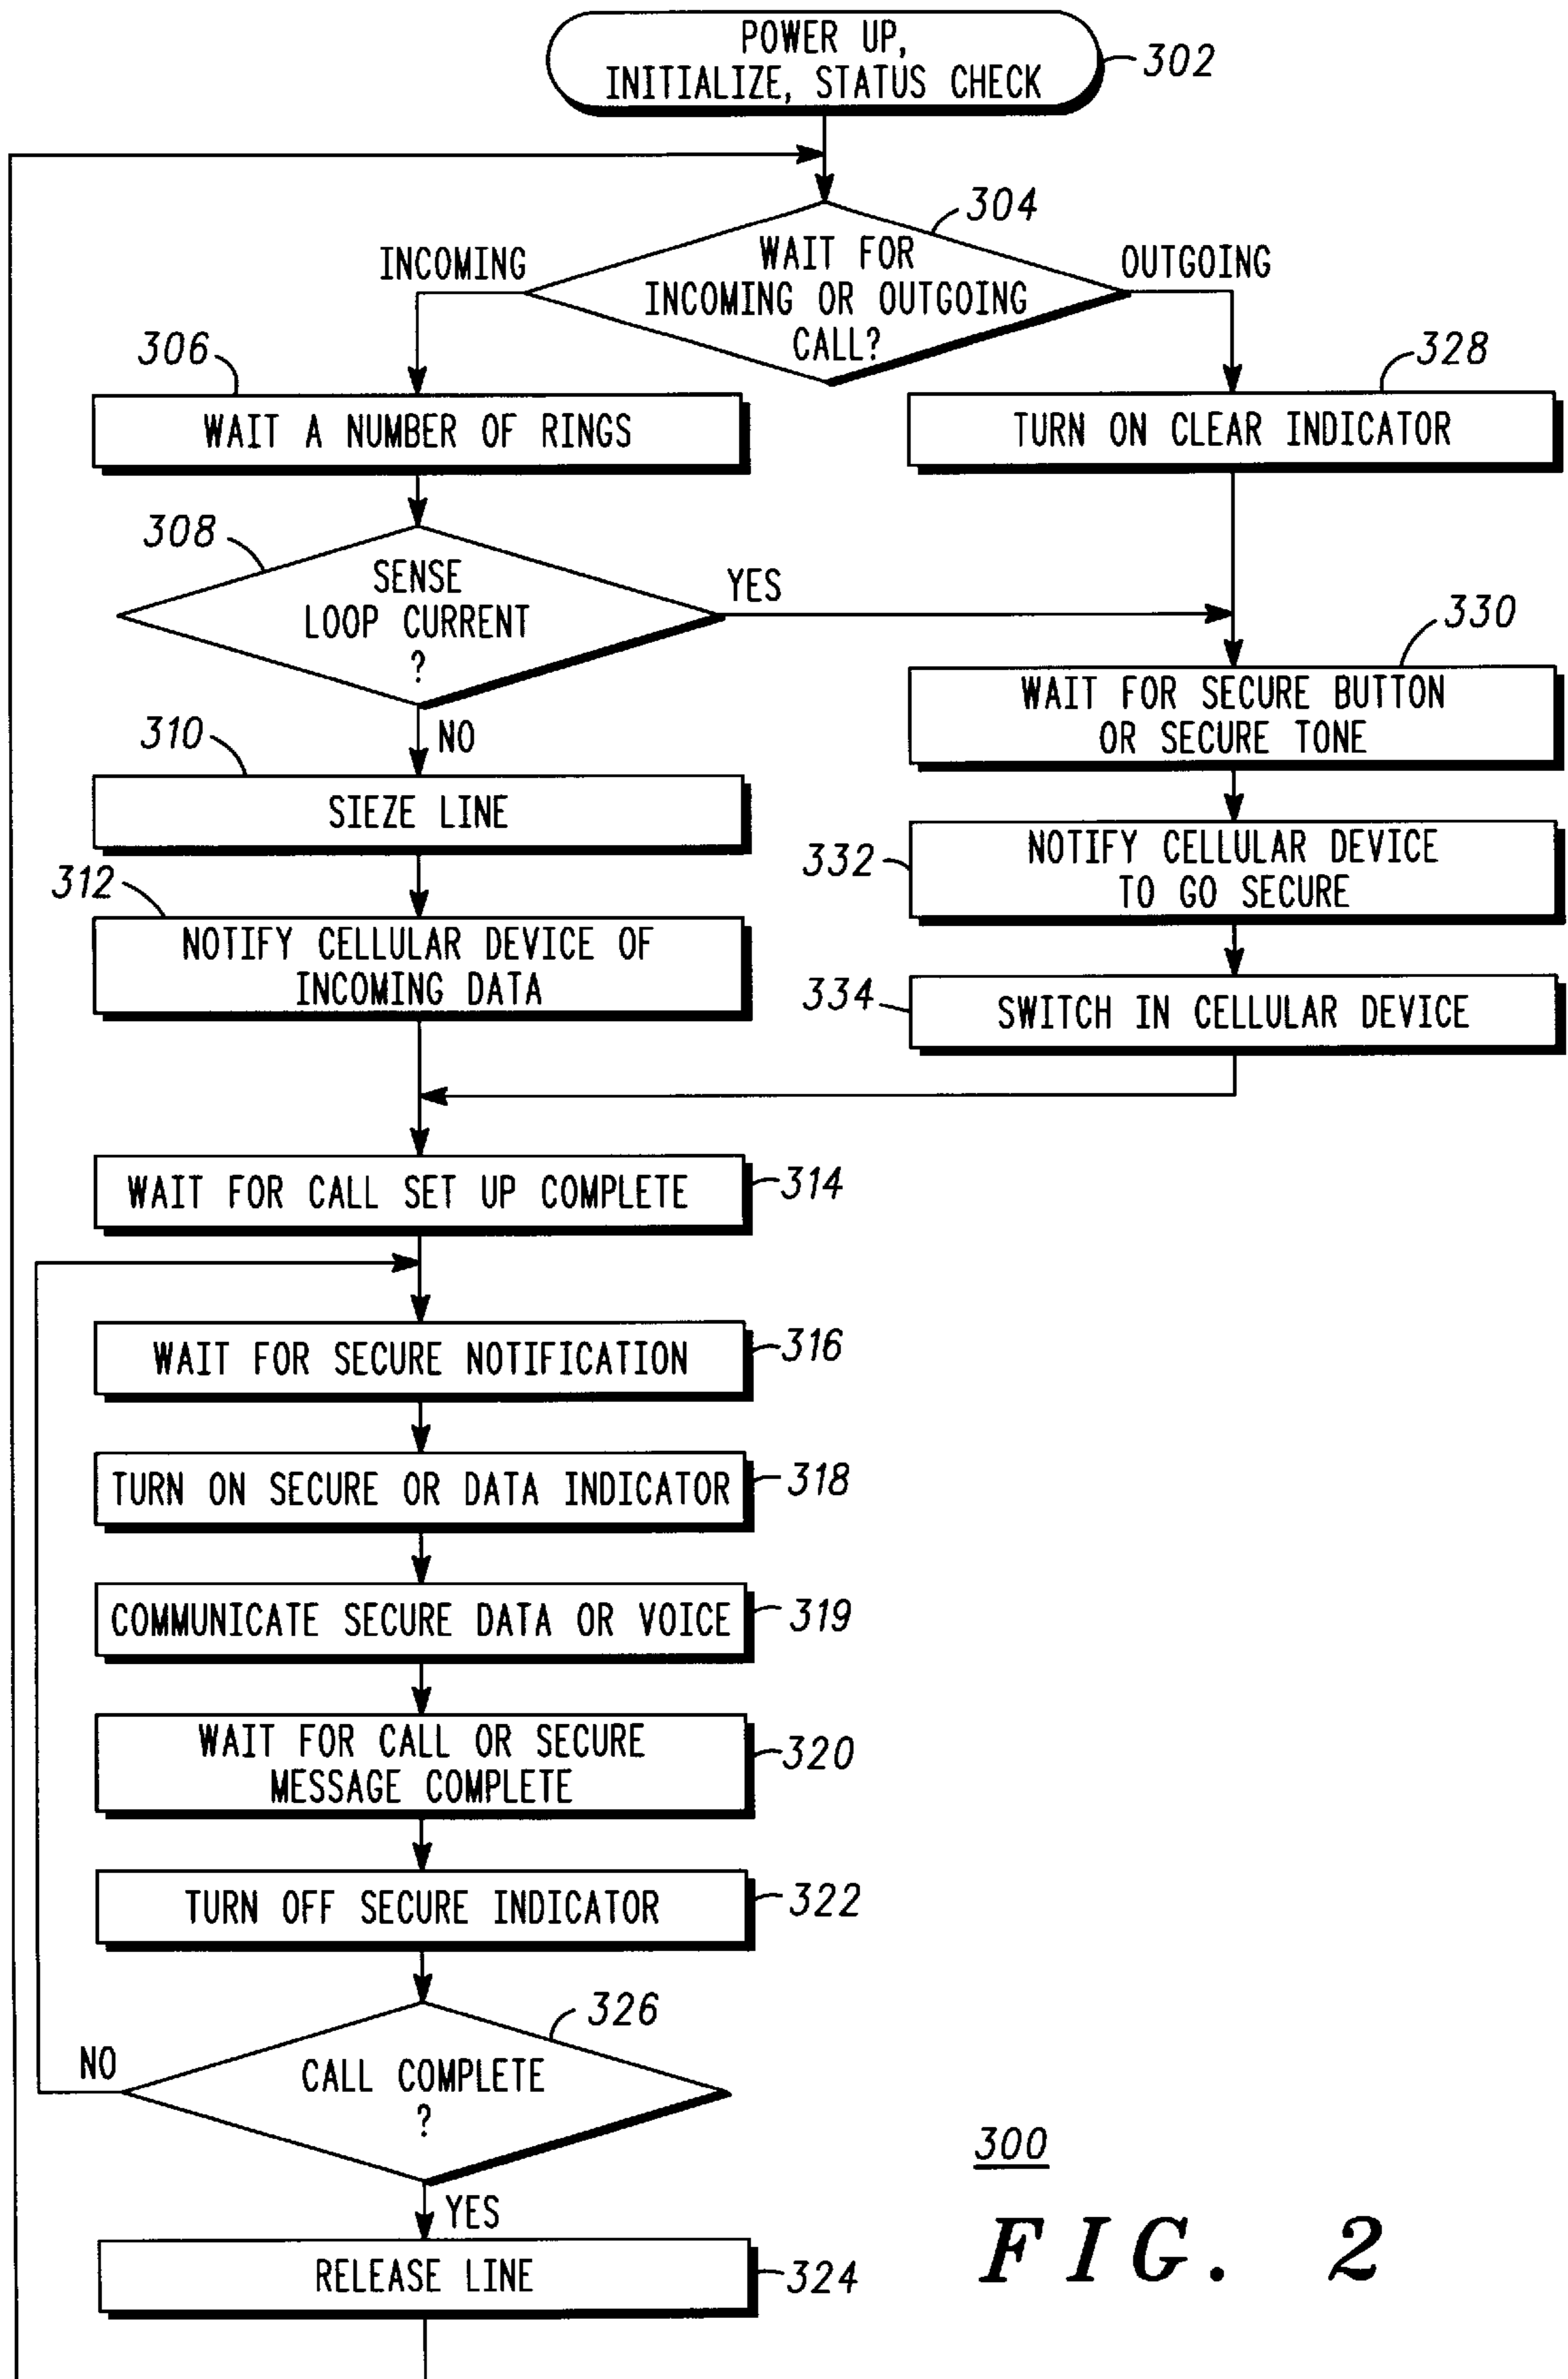 POWER UP,
INITIALIZE, STATUS CHECK
302
304
WAIT FOR
INCOMING OR OUTGOING
CALL?
INCOMING
OUTGOING
306
WAIT A NUMBER OF RINGS
328
TURN ON CLEAR INDICATOR
308
SENSE
LOOP CURRENT
?
YES
NO
330
WAIT FOR SECURE BUTTON
OR SECURE TONE
310
SIEZE LINE
332
NOTIFY CELLULAR DEVICE
TO GO SECURE
312
NOTIFY CELLULAR DEVICE OF
INCOMING DATA
334
SWITCH IN CELLULAR DEVICE
WAIT FOR CALL SET UP COMPLETE
314
WAIT FOR SECURE NOTIFICATION
316
TURN ON SECURE OR DATA INDICATOR
318
COMMUNICATE SECURE DATA OR VOICE
319
WAIT FOR CALL OR SECURE
MESSAGE COMPLETE
320
TURN OFF SECURE INDICATOR
322
326
CALL COMPLETE
?
NO
YES
RELEASE LINE
324
300
FIG. 2